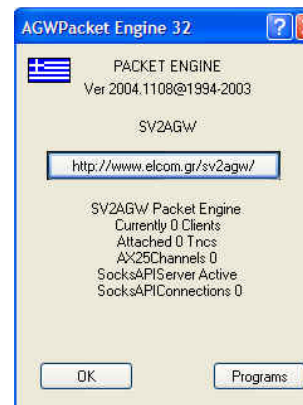 AGWPacket Engine 32
PACKET ENGINE
Ver 2004.1108@1994-2003
SV2AGW
http://www.elcom.gr/sv2agw/
SV2AGW Packet Engine
Currently 0 Clients
Attached 0 Tncs
AX25Channels 0
SocksAPIServer Active
SocksAPIConnections 0
OK
Programs